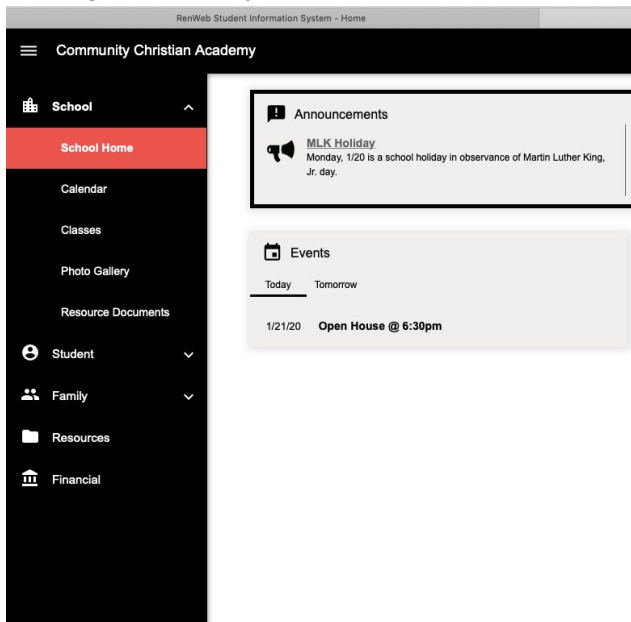 RenWeb Student Information System - Home
Community Christian Academy
School
School Home
Calendar
Classes
Photo Gallery
Resource Documents
Student
Family
Resources
Financial
Announcements
MLK Holiday
Monday, 1/20 is a school holiday in observance of Martin Luther King,
Jr. day.
Events
Today Tomorrow
1/21/20 Open House @ 6:30pm